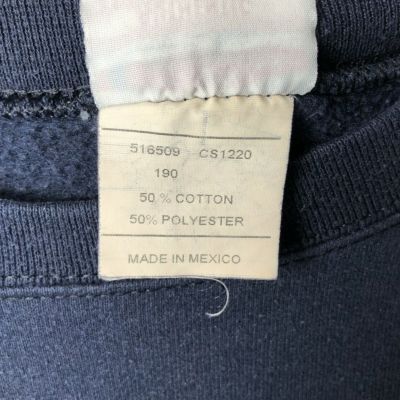 516509 CS1220
190
50 % COTTON
50% POLYESTER
MADE IN MEXICO